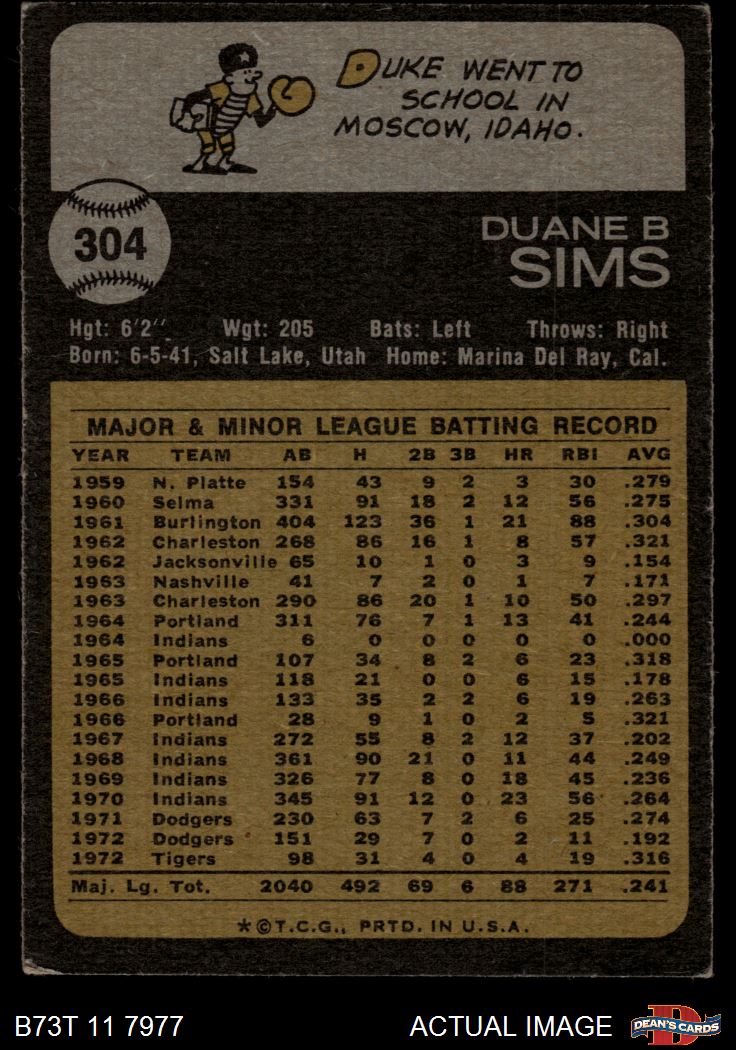 DUKE WENT TO
SCHOOL IN
MOSCOW, IDAHO.
304
DUANE B
SIMS
Hgt: 6'2" Wgt: 205 Bats: Left Throws: Right
Born: 6-5-41, Salt Lake, Utah Home: Marina Del Ray, Cal.
MAJOR & MINOR LEAGUE BATTING RECORD
YEAR TEAM AB H 2B 3B HR RBI AVG
1959 N. Platte 154 43 9 2 3 30 .279
1960 Selma 331 91 18 2 12 56 .275
1961 Burlington 404 123 36 1 21 88 .304
1962 Charleston 268 86 16 1 8 57 .321
1962 Jacksonville 65 10 1 0 3 9 .154
1963 Nashville 41 7 2 0 1 7 .171
1963 Charleston 290 86 20 1 10 50 .297
1964 Portland 311 76 7 1 13 41 .244
1964 Indians 6 0 0 0 0 0 .000
1965 Portland 107 34 8 2 6 23 .318
1965 Indians 118 21 0 0 6 15 .178
1966 Indians 133 35 2 2 6 19 .263
1966 Portland 28 9 1 0 2 5 .321
1967 Indians 272 55 8 2 12 37 .202
1968 Indians 361 90 21 0 11 44 .249
1969 Indians 326 77 8 0 18 45 .236
1970 Indians 345 91 12 0 23 56 .264
1971 Dodgers 230 63 7 2 6 25 .274
1972 Dodgers 151 29 7 0 2 11 .192
1972 Tigers 98 31 4 0 4 19 .316
Maj. Lg. Tot. 2040 492 69 6 88 271 .241
*©T.C.G., PRTD. IN U.S.A.
B73T 11 7977 ACTUAL IMAGE
DEAN'S CARDS